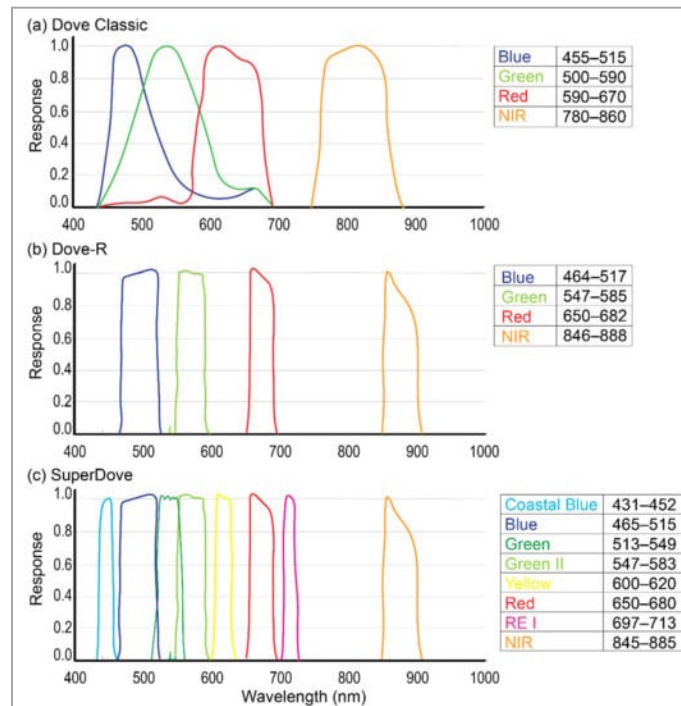 (a) Dove Classic
Response
1.0
0.8
0.6
0.4
0.2
0.0
400 500 600 700 800 900 1000
Blue 455–515
Green 500–590
Red 590–670
NIR 780–860
(b) Dove-R
Response
1.0
0.8
0.6
0.4
0.2
0.0
400 500 600 700 800 900 1000
Blue 464–517
Green 547–585
Red 650–682
NIR 846–888
(c) SuperDove
Response
1.0
0.8
0.6
0.4
0.2
0.0
400 500 600 700 800 900 1000
Wavelength (nm)
Coastal Blue 431–452
Blue 465–515
Green 513–549
Green II 547–583
Yellow 600–620
Red 650–680
RE I 697–713
NIR 845–885